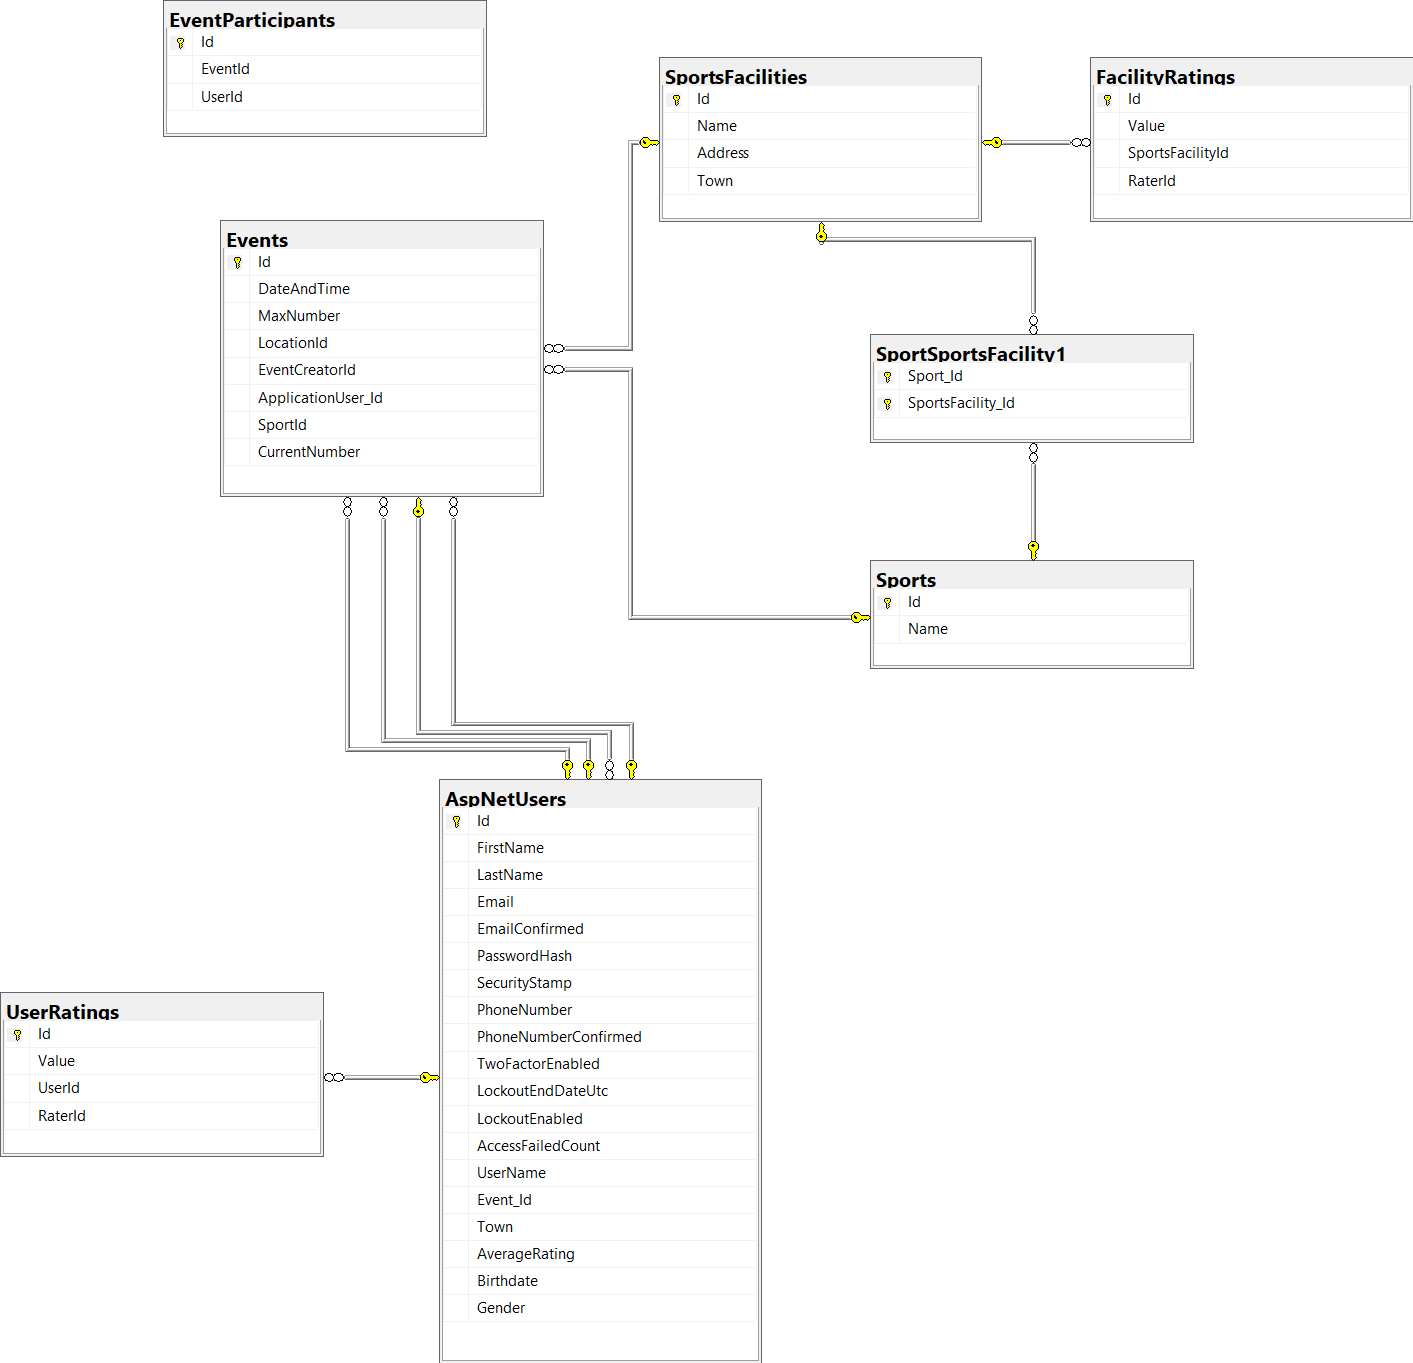 EventParticipants
Id
EventId
UserId
SportsFacilities
Id
Name
Address
Town
FacilityRatings
Id
Value
SportsFacilityId
RaterId
Events
Id
DateAndTime
MaxNumber
LocationId
EventCreatorId
ApplicationUser_Id
SportId
CurrentNumber
SportSportsFacility1
Sport_Id
SportsFacility_Id
Sports
Id
Name
AspNetUsers
Id
FirstName
LastName
Email
EmailConfirmed
PasswordHash
SecurityStamp
PhoneNumber
PhoneNumberConfirmed
TwoFactorEnabled
LockoutEndDateUtc
LockoutEnabled
AccessFailedCount
UserName
Event_Id
Town
AverageRating
Birthdate
Gender
UserRatings
Id
Value
UserId
RaterId